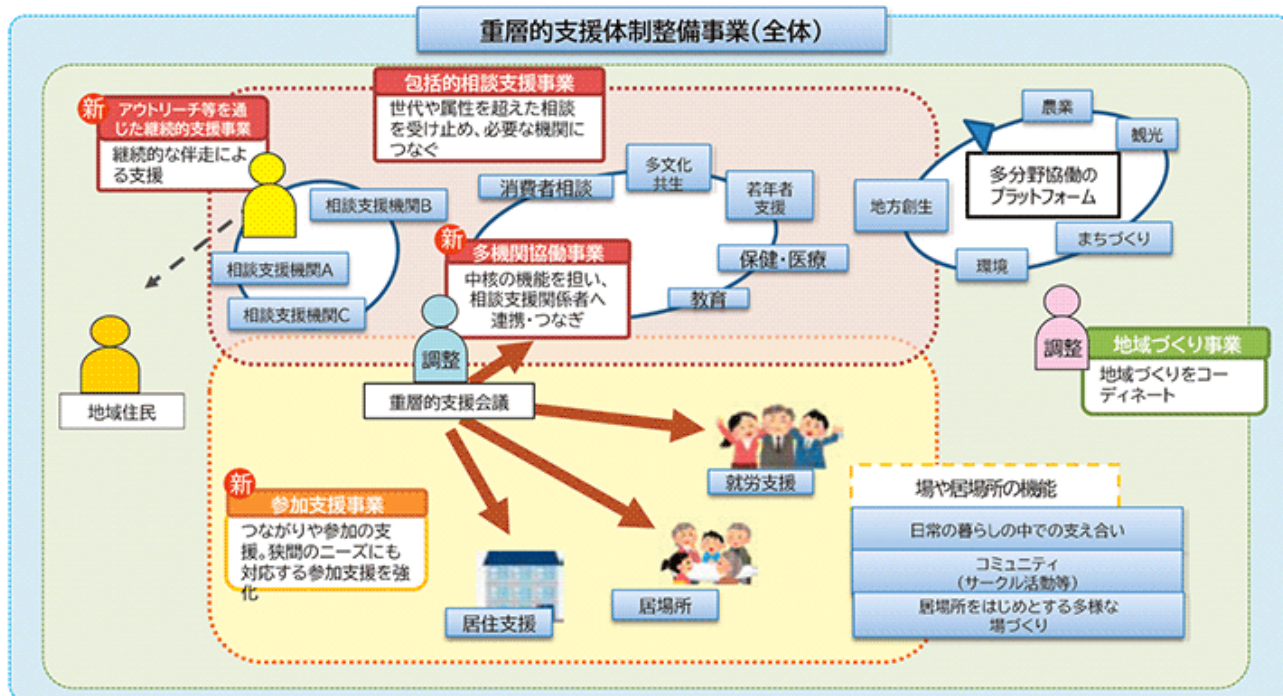 重層的支援体制整備事業(全体)
新
アウトリーチ等を通
じた継続的支援事業
継続的な伴走によ
る支援
包括的相談支援事業
世代や属性を超えた相談
を受け止め、必要な機関に
つなぐ
相談支援機関B
相談支援機関A
相談支援機関C
消費者相談
多文化
共生
若年者
支援
保健・医療
教育
新
多機関協働事業
中核の機能を担い、
相談支援関係者へ
連携・つなぎ
農業
観光
多分野協働の
プラットフォーム
地方創生
まちづくり
環境
調整
地域づくり事業
地域づくりをコー
ディネート
地域住民
調整
重層的支援会議
新
参加支援事業
つながりや参加の支
援。狭間のニーズにも
対応する参加支援を強
化
就労支援
居場所
居住支援
場や居場所の機能
日常の暮らしの中での支え合い
コミュニティ
(サークル活動等)
居場所をはじめとする多様な
場づくり